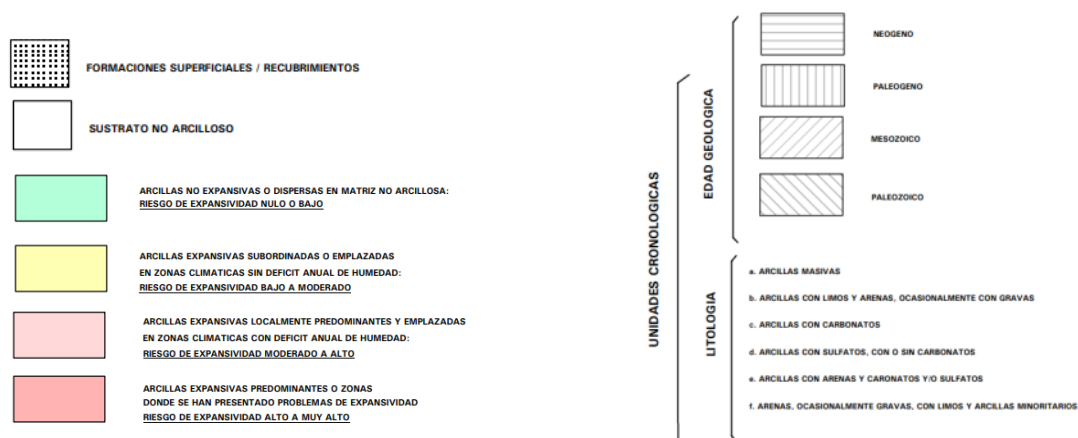 FORMACIONES SUPERFICIALES / RECUBRIMIENTOS
SUSTRATO NO ARCILLOSO
ARCILLAS NO EXPANSIVAS O DISPERSAS EN MATRIZ NO ARCILLOSA:
RIESGO DE EXPANSIVIDAD NULO O BAJO
ARCILLAS EXPANSIVAS SUBORDINADAS O EMPLAZADAS
EN ZONAS CLIMATICAS SIN DEFICIT ANUAL DE HUMEDAD:
RIESGO DE EXPANSIVIDAD BAJO A MODERADO
ARCILLAS EXPANSIVAS LOCALMENTE PREDOMINANTES Y EMPLAZADAS
EN ZONAS CLIMATICAS CON DEFICIT ANUAL DE HUMEDAD:
RIESGO DE EXPANSIVIDAD MODERADO A ALTO
ARCILLAS EXPANSIVAS PREDOMINANTES O ZONAS
DONDE SE HAN PRESENTADO PROBLEMAS DE EXPANSIVIDAD
RIESGO DE EXPANSIVIDAD ALTO A MUY ALTO
UNIDADES CRONOLOGICAS
EDAD GEOLOGICA
NEOGENO
PALEOGENO
MESOZOICO
PALEOZOICO
LITOLOGIA
a. ARCILLAS MASIVAS
b. ARCILLAS CON LIMOS Y ARENAS, OCASIONALMENTE CON GRAVAS
c. ARCILLAS CON CARBONATOS
d. ARCILLAS CON SULFATOS, CON O SIN CARBONATOS
e. ARCILLAS CON ARENAS Y CARONATOS Y/O SULFATOS
f. ARENAS, OCASIONALMENTE GRAVAS, CON LIMOS Y ARCILLAS MINORITARIOS